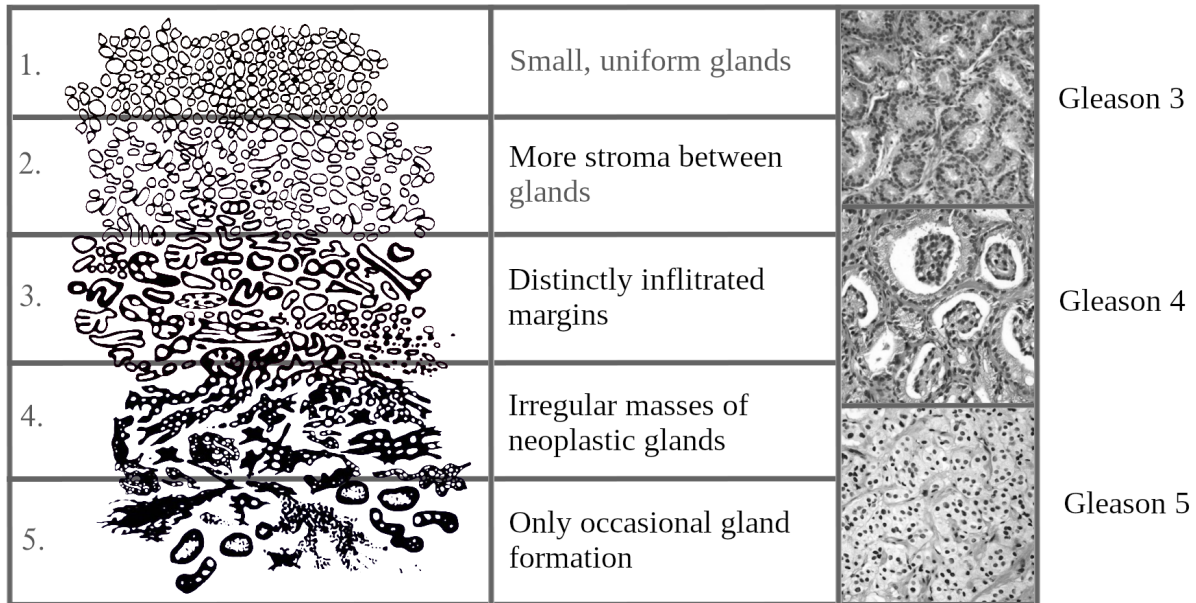 1.
Small, uniform glands
2.
More stroma between
glands
3.
Distinctly inflitrated
margins
4.
Irregular masses of
neoplastic glands
5.
Only occasional gland
formation
Gleason 3
Gleason 4
Gleason 5